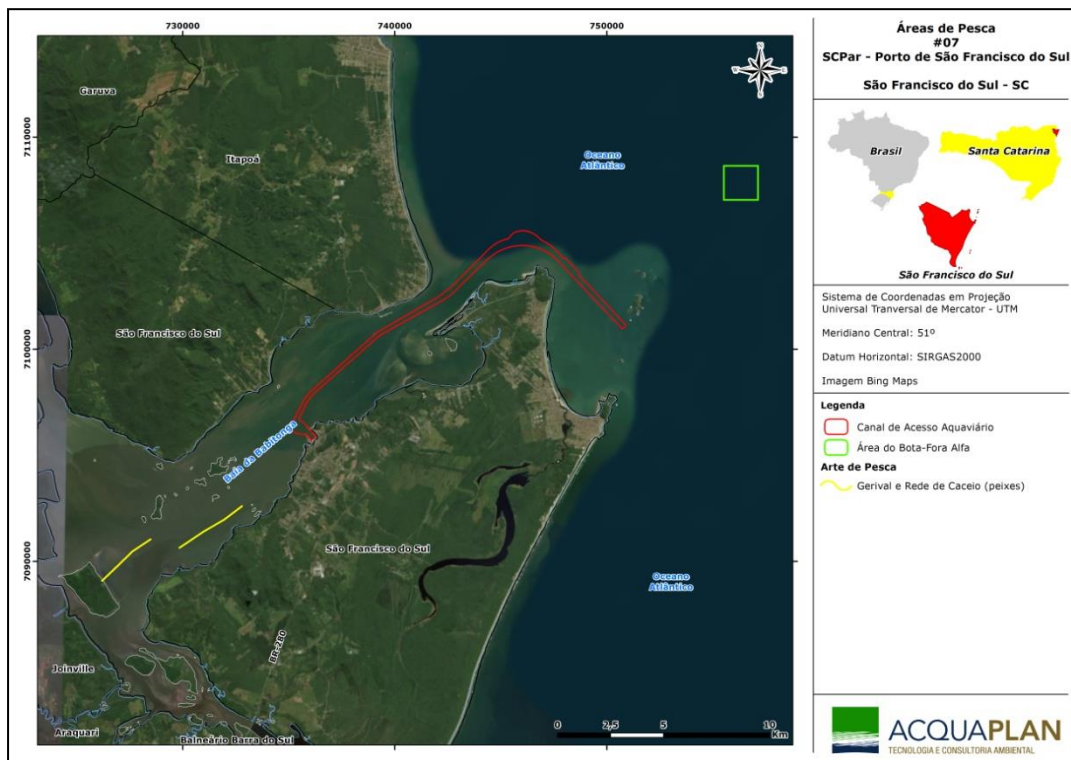 730000
740000
750000
7110000
7100000
7090000
Garuva
Itapoá
Oceano
Atlântico
São Francisco do Sul
Baía da Babitonga
São Francisco do Sul
Oceano
Atlântico
BR-280
Joinville
Araquari
Balneário Barra do Sul
0 2,5 5 10
Km
Áreas de Pesca
#07
SCPar - Porto de São Francisco do Sul
São Francisco do Sul - SC
Brasil
Santa Catarina
São Francisco do Sul
Sistema de Coordenadas em Projeção
Universal Tranversal de Mercator - UTM
Meridiano Central: 51º
Datum Horizontal: SIRGAS2000
Imagem Bing Maps
Legenda
Canal de Acesso Aquaviário
Área do Bota-Fora Alfa
Arte de Pesca
Gerival e Rede de Caceio (peixes)
ACQUAPLAN
TECNOLOGIA E CONSULTORIA AMBIENTAL